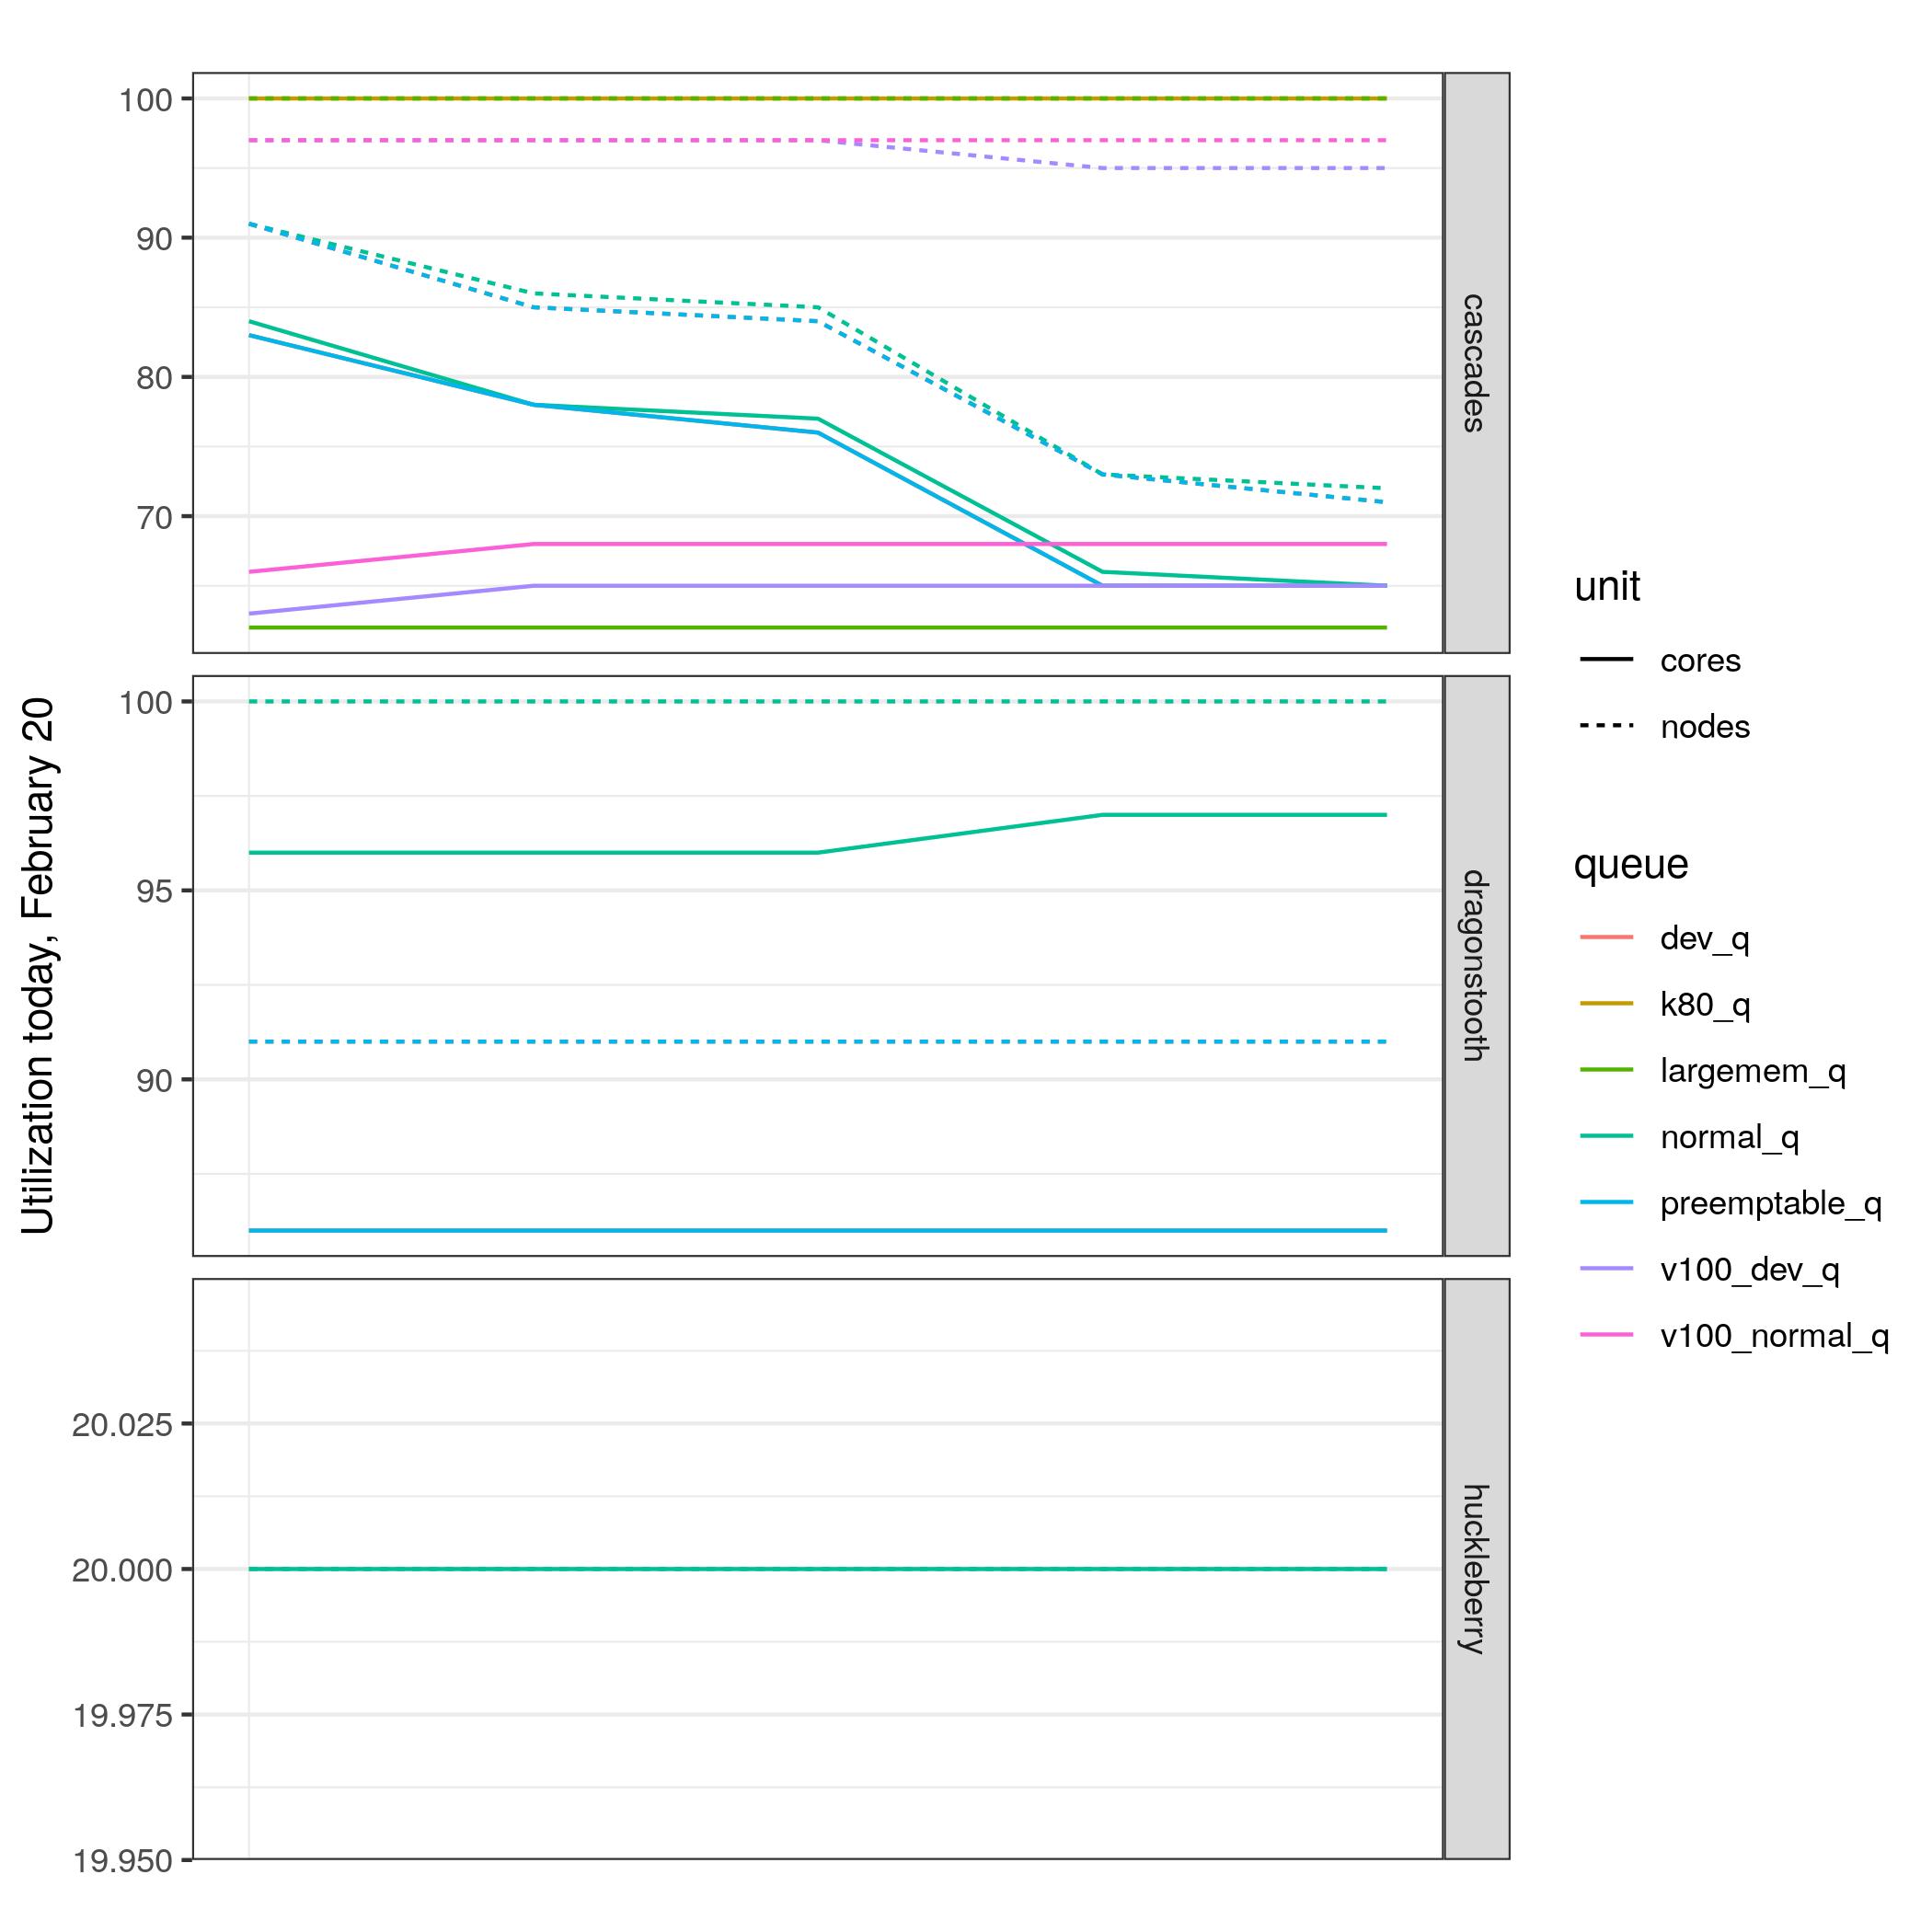 Utilization today, February 20
100
90
80
70
cascades
100
95
90
dragonstooth
20.025
20.000
19.975
19.950
huckleberry
unit
cores
nodes
queue
dev_q
k80_q
largemem_q
normal_q
preemptable_q
v100_dev_q
v100_normal_q